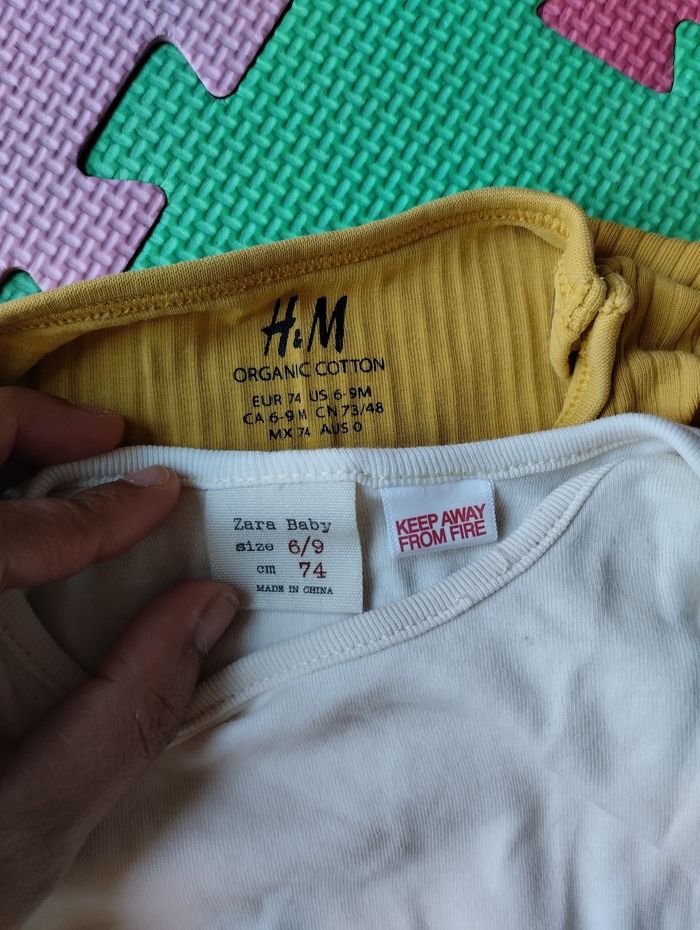 H&M
ORGANIC COTTON
EUR 74 US 6-9M
CA 6-9 M CN 73/48
MX 74 AUS 0
Zara Baby
size 6/9
cm 74
MADE IN CHINA
KEEP AWAY
FROM FIRE